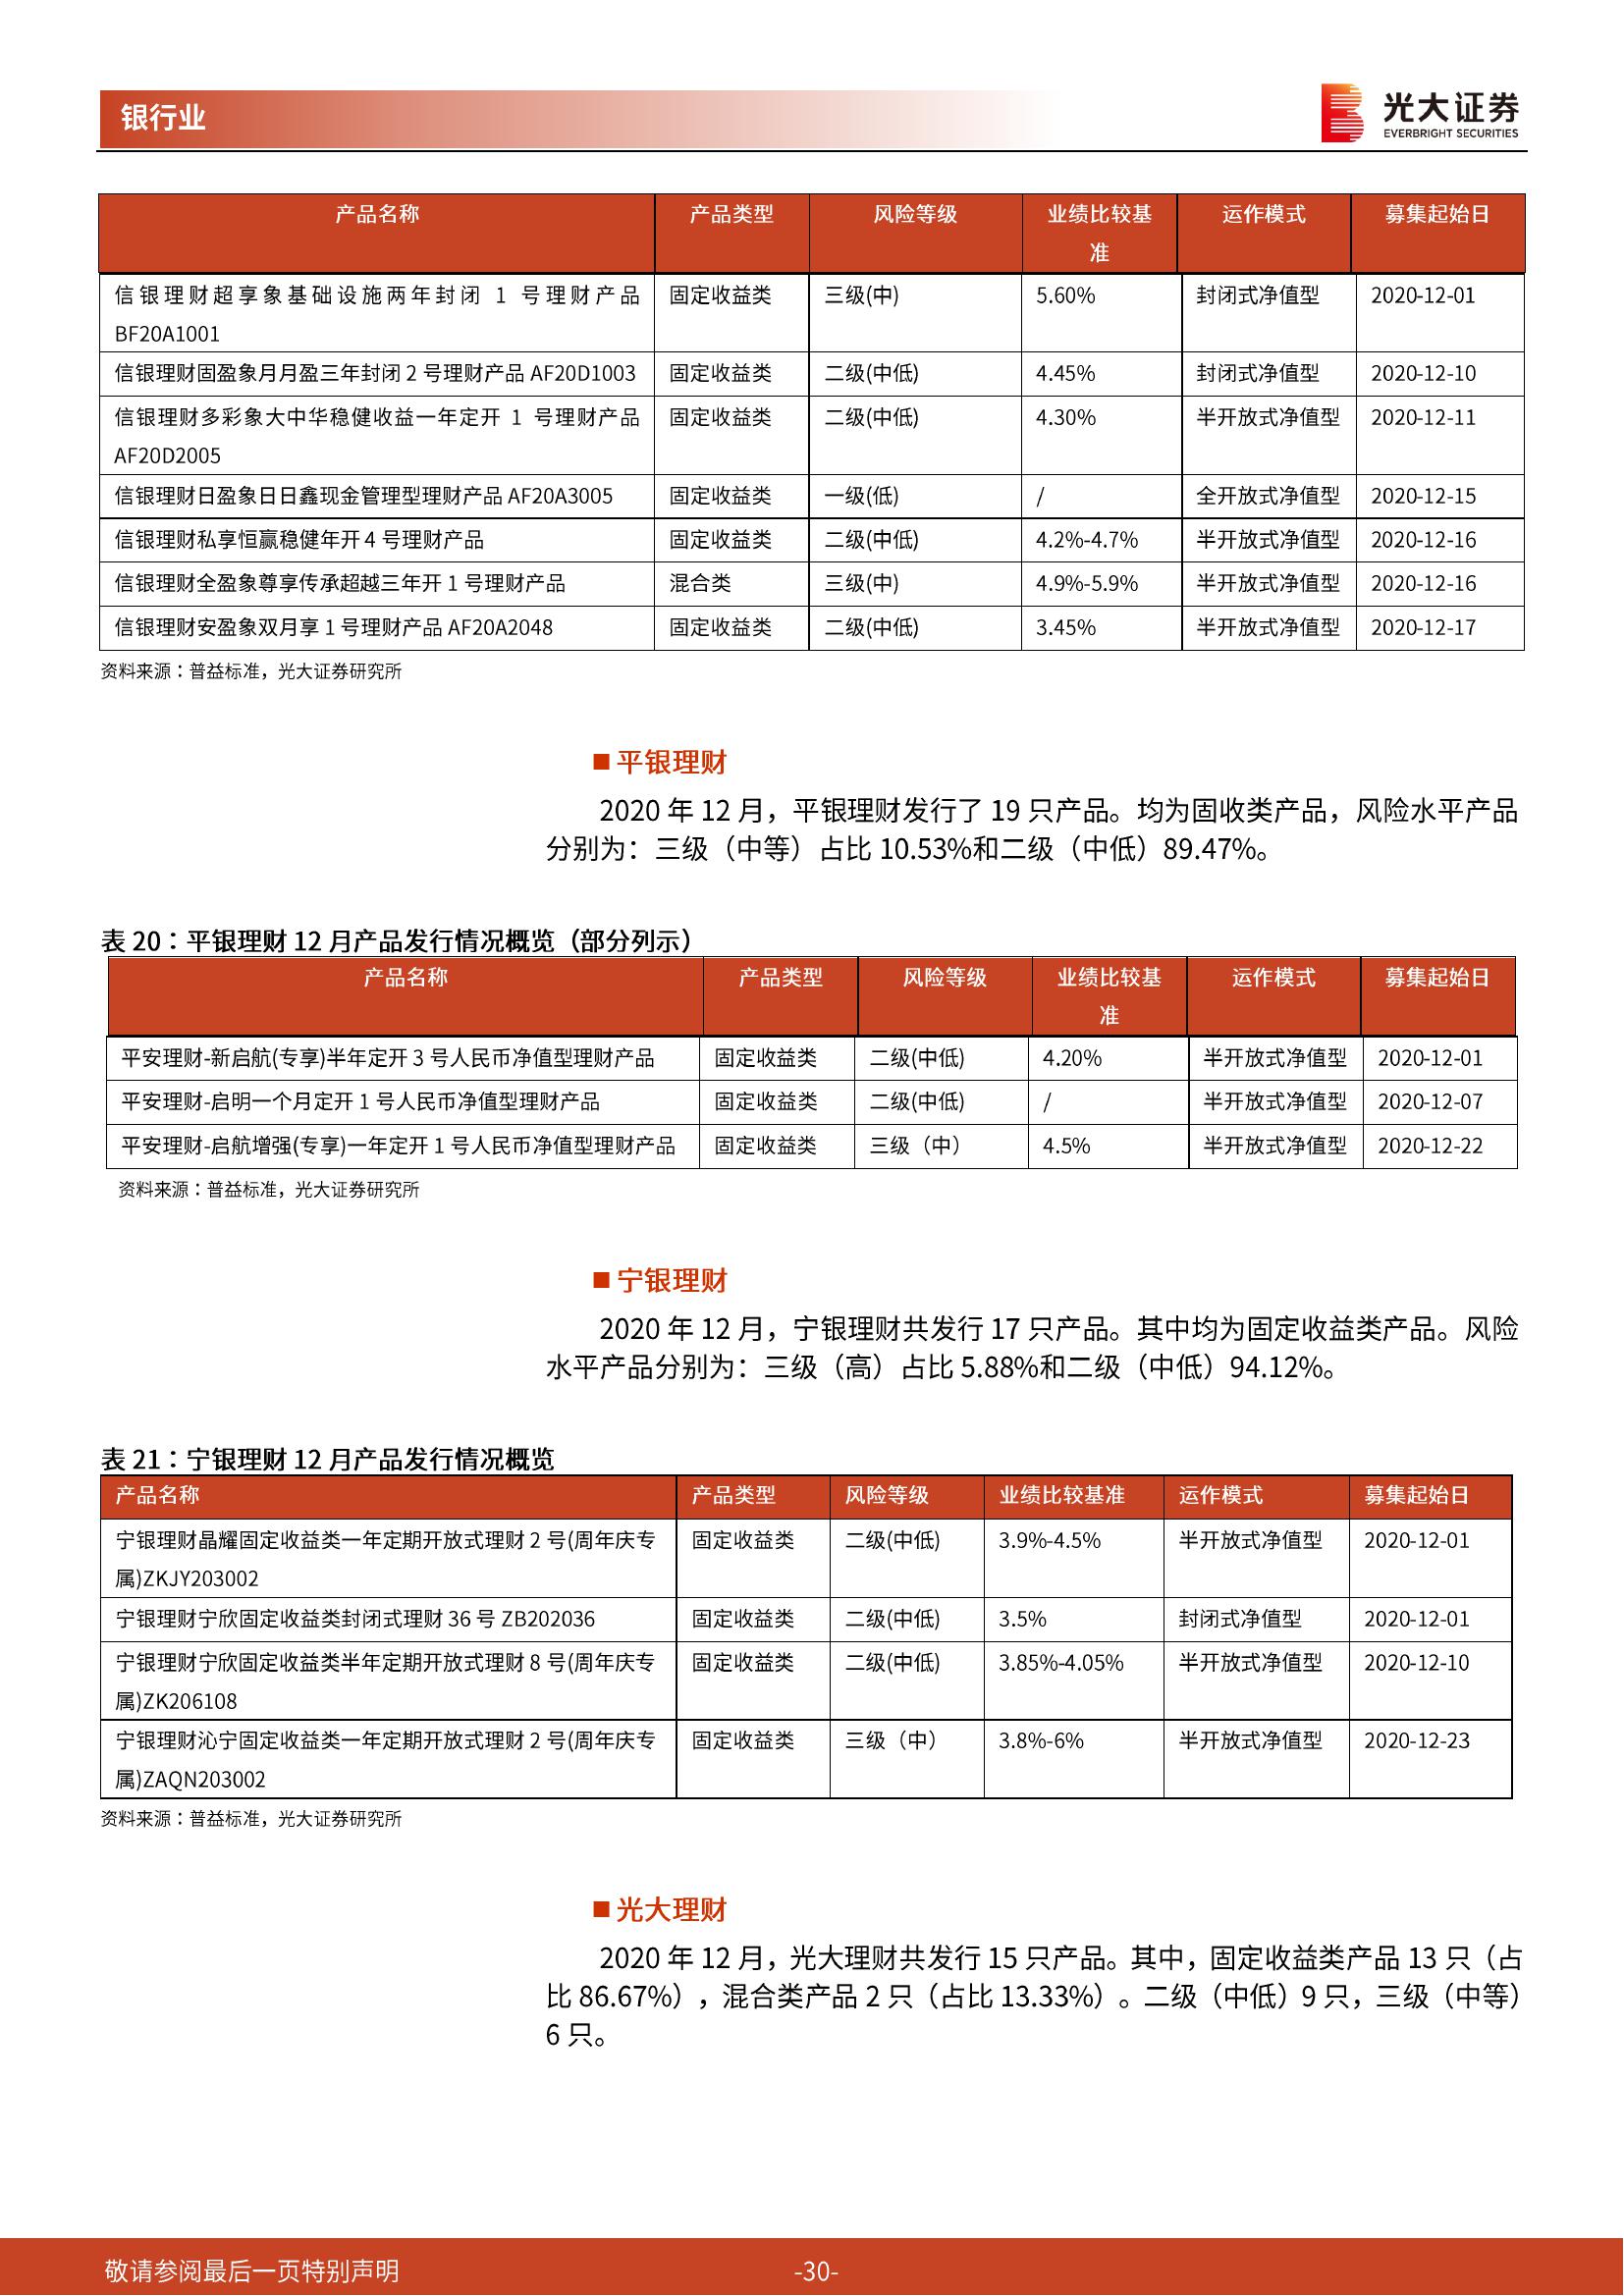 银行业
光大证券
EVERBRIGHT SECURITIES
产品名称 产品类型 风险等级 业绩比较基 运作模式 募集起始日
准
信银理财超享象基础设施两年封闭 1 号理财产品 固定收益类 三级(中) 5.60% 封闭式净值型 2020-12-01
BF20A1001
信银理财固盈象月月盈三年封闭 2 号理财产品 AF20D1003 固定收益类 二级(中低) 4.45% 封闭式净值型 2020-12-10
信银理财多彩象大中华稳健收益一年定开 1 号理财产品 固定收益类 二级(中低) 4.30% 半开放式净值型 2020-12-11
AF20D2005
信银理财日盈象日日鑫现金管理型理财产品 AF20A3005 固定收益类 一级(低) / 全开放式净值型 2020-12-15
信银理财私享恒赢稳健年开 4 号理财产品 固定收益类 二级(中低) 4.2%-4.7% 半开放式净值型 2020-12-16
信银理财全盈象尊享传承超越三年开 1 号理财产品 混合类 三级(中) 4.9%-5.9% 半开放式净值型 2020-12-16
信银理财安盈象双月享 1 号理财产品 AF20A2048 固定收益类 二级(中低) 3.45% 半开放式净值型 2020-12-17
资料来源：普益标准，光大证券研究所
■ 平银理财
2020 年 12 月，平银理财发行了 19 只产品。均为固收类产品，风险水平产品
分别为：三级（中等）占比 10.53%和二级（中低）89.47%。
表 20：平银理财 12 月产品发行情况概览（部分列示）
产品名称 产品类型 风险等级 业绩比较基 运作模式 募集起始日
准
平安理财-新启航(专享)半年定开 3 号人民币净值型理财产品 固定收益类 二级(中低) 4.20% 半开放式净值型 2020-12-01
平安理财-启明一个月定开 1 号人民币净值型理财产品 固定收益类 二级(中低) / 半开放式净值型 2020-12-07
平安理财-启航增强(专享)一年定开 1 号人民币净值型理财产品 固定收益类 三级（中） 4.5% 半开放式净值型 2020-12-22
资料来源：普益标准，光大证券研究所
■ 宁银理财
2020 年 12 月，宁银理财共发行 17 只产品。其中均为固定收益类产品。风险
水平产品分别为：三级（高）占比 5.88%和二级（中低）94.12%。
表 21：宁银理财 12 月产品发行情况概览
产品名称 产品类型 风险等级 业绩比较基准 运作模式 募集起始日
宁银理财晶耀固定收益类一年定期开放式理财 2 号(周年庆专 固定收益类 二级(中低) 3.9%-4.5% 半开放式净值型 2020-12-01
属)ZKJY203002
宁银理财宁欣固定收益类封闭式理财 36 号 ZB202036 固定收益类 二级(中低) 3.5% 封闭式净值型 2020-12-01
宁银理财宁欣固定收益类半年定期开放式理财 8 号(周年庆专 固定收益类 二级(中低) 3.85%-4.05% 半开放式净值型 2020-12-10
属)ZK206108
宁银理财沁宁固定收益类一年定期开放式理财 2 号(周年庆专 固定收益类 三级（中） 3.8%-6% 半开放式净值型 2020-12-23
属)ZAQN203002
资料来源：普益标准，光大证券研究所
■ 光大理财
2020 年 12 月，光大理财共发行 15 只产品。其中，固定收益类产品 13 只（占
比 86.67%），混合类产品 2 只（占比 13.33%）。二级（中低）9 只，三级（中等）
6 只。
敬请参阅最后一页特别声明 -30-